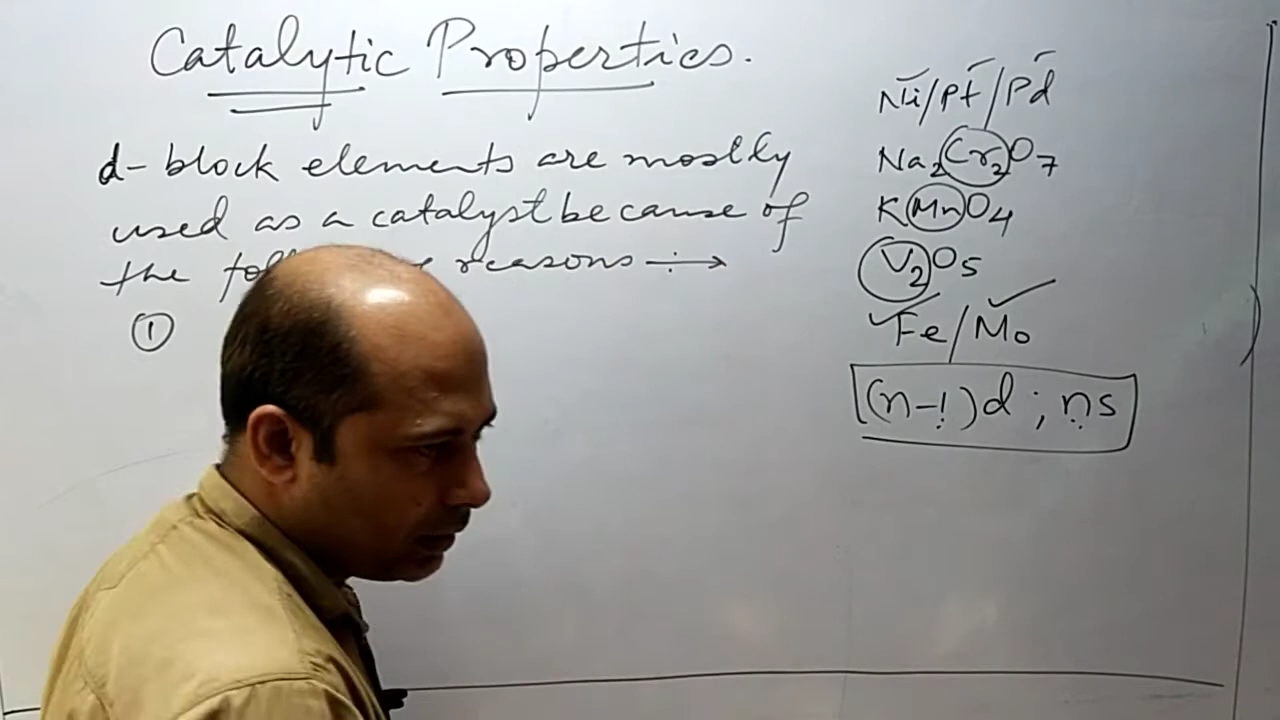 Catalytic Properties.
d-block elements are mostly
used as a catalyst because of
the reasons ÷→
①
Ni/Pt/Pd
Na₂Cr₂O₇
KMnO₄
V₂O₅
Fe/Mo
(n-1)d ; ns